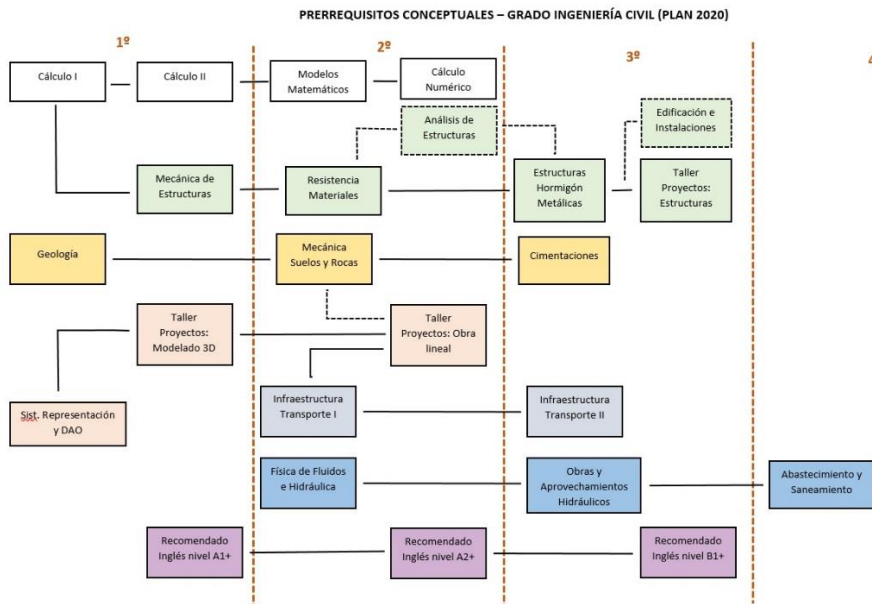 PRERREQUISITOS CONCEPTUALES – GRADO INGENIERÍA CIVIL (PLAN 2020)
1º
2º
3º
4
Cálculo I
Cálculo II
Modelos
Matemáticos
Cálculo
Numérico
Análisis de
Estructuras
Edificación e
Instalaciones
Mecánica de
Estructuras
Resistencia
Materiales
Estructuras
Hormigón
Metálicas
Taller
Proyectos:
Estructuras
Geología
Mecánica
Suelos y Rocas
Cimentaciones
Taller
Proyectos:
Modelado 3D
Taller
Proyectos: Obra
lineal
Sist. Representación
y DAO
Infraestructura
Transporte I
Infraestructura
Transporte II
Física de Fluidos
e Hidráulica
Obras y
Aprovechamientos
Hidráulicos
Abastecimiento y
Saneamiento
Recomendado
Inglés nivel A1+
Recomendado
Inglés nivel A2+
Recomendado
Inglés nivel B1+